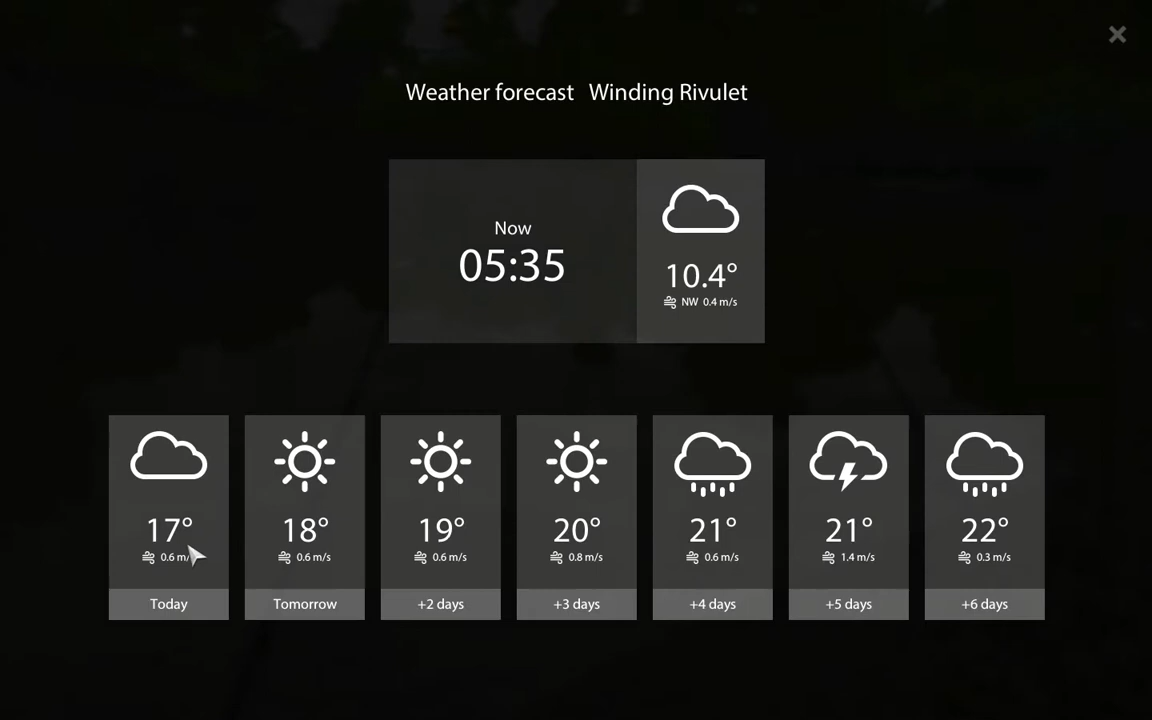 Weather forecast Winding Rivulet
Now
05:35
10.4°
NW 0.4 m/s
17° 18° 19° 20° 21° 21° 22°
0.6 m/ 0.6 m/s 0.6 m/s 0.8 m/s 0.6 m/s 1.4 m/s 0.3 m/s
Today Tomorrow +2 days +3 days +4 days +5 days +6 days